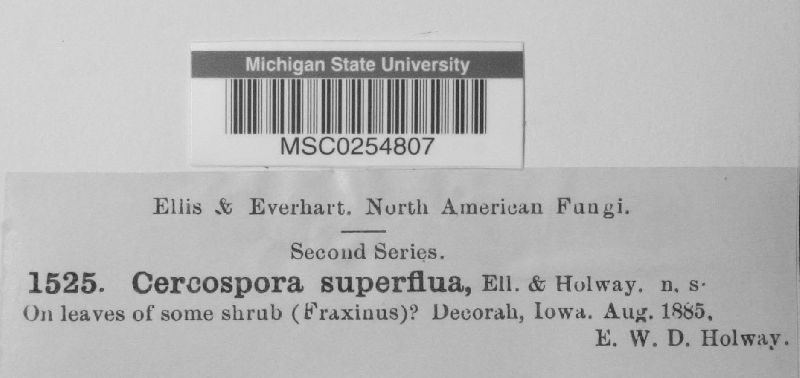 Michigan State University
MSC0254807
Ellis & Everhart. North American Fungi.
Second Series.
1525. Cercospora superflua, Ell. & Holway. n. s.
On leaves of some shrub (Fraxinus)? Decorah, Iowa. Aug. 1885.
E. W. D. Holway.